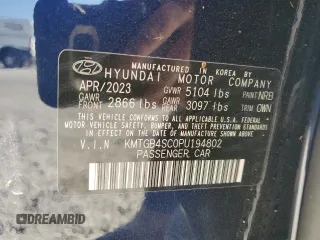 MANUFACTURED IN KOREA BY
HYUNDAI MOTOR COMPANY
APR/2023 GVWR 5104 lbs PAINT NRB
GAWR FRONT 2866 lbs GAWR REAR 3097 lbs TRIM OWN
THIS VEHICLE CONFORMS TO ALL APPLICABLE
U.S. FEDERAL MOTOR VEHICLE SAFETY, BUMPER, AND
THEFT PREVENTION STANDARDS IN EFFECT ON THE
DATE OF MANUFACTURE SHOWN ABOVE.
V.I.N KMTGB4SC0PU194802
PASSENGER CAR
© DREAMBID